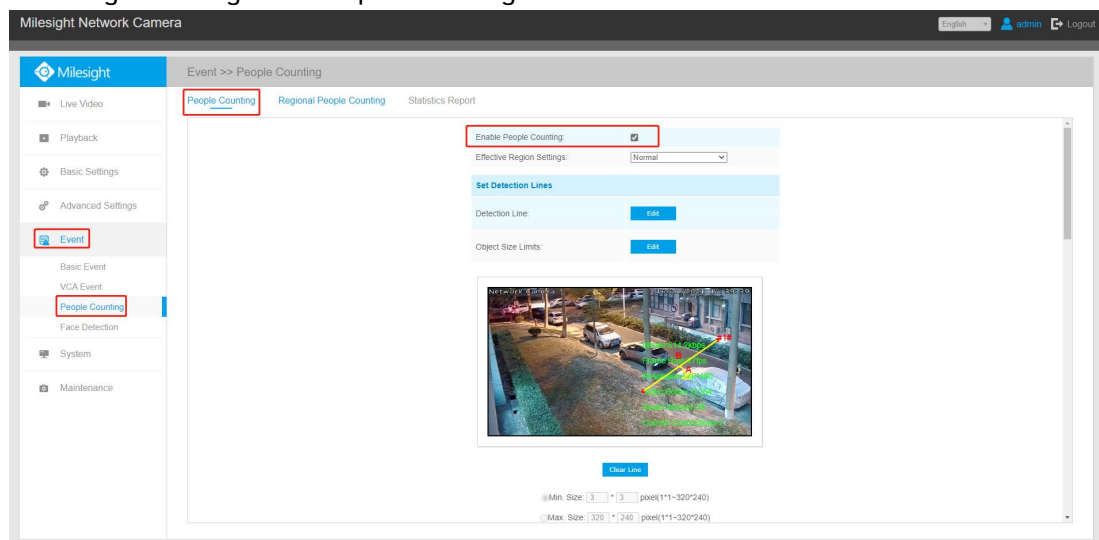 Milesight Network Camera
English
admin
Logout
Milesight
Event >> People Counting
Live Video
Playback
Basic Settings
Advanced Settings
Event
Basic Event
VCA Event
People Counting
Face Detection
System
Maintenance
People Counting
Regional People Counting
Statistics Report
Enable People Counting:
Effective Region Settings:
Normal
Set Detection Lines
Detection Line:
Edit
Object Size Limits:
Edit
Network Camera
#1#
B
A
Clear Line
Min. Size: 3 * 3 pixel(1*1~320*240)
Max. Size: 320 * 240 pixel(1*1~320*240)